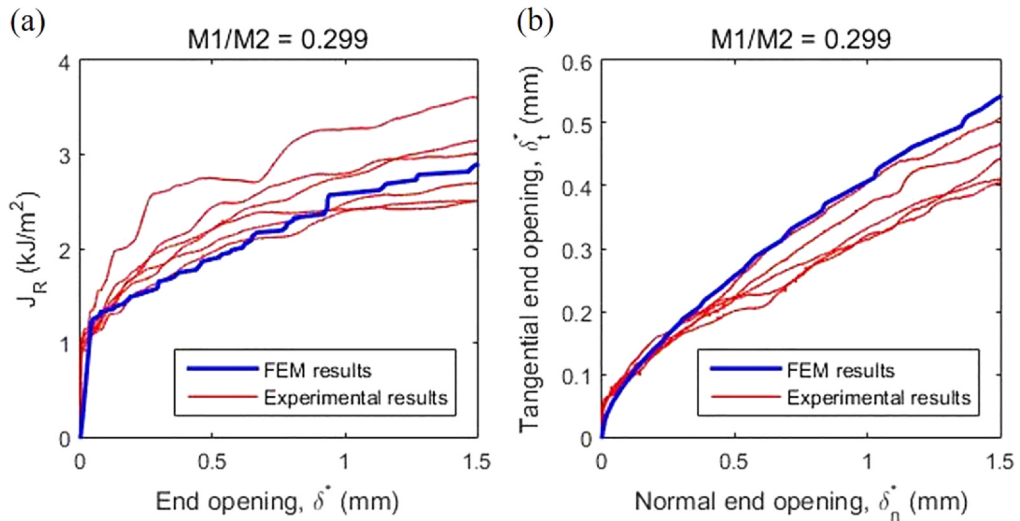 (a)
M1/M2 = 0.299
4
3
2
1
0
J_R (kJ/m²)
FEM results
Experimental results
0 0.5 1 1.5
End opening, δ* (mm)
(b)
M1/M2 = 0.299
0.6
0.5
0.4
0.3
0.2
0.1
0
Tangential end opening, δ_t* (mm)
FEM results
Experimental results
0 0.5 1 1.5
Normal end opening, δ_n* (mm)